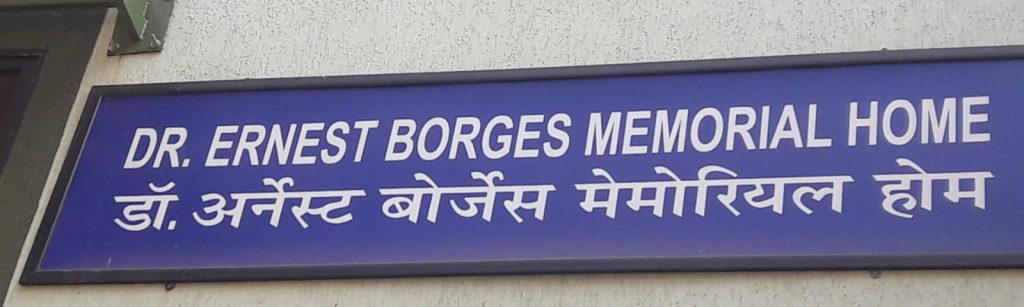 DR. ERNEST BORGES MEMORIAL HOME
डॉ. अर्नेस्ट बोर्जेस मेमोरियल होम